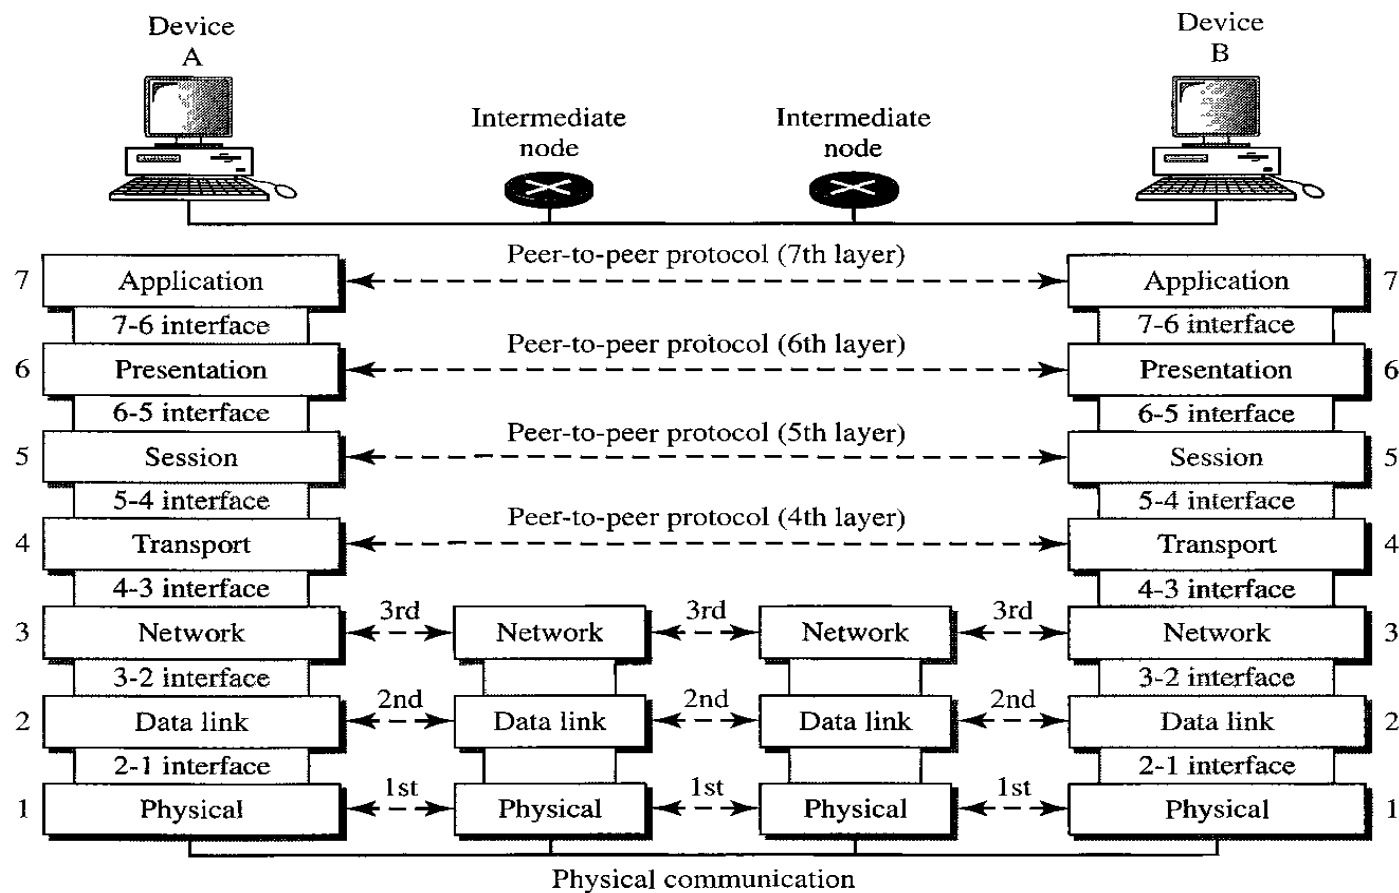 Device
A
Device
B
Intermediate
node
Intermediate
node
Peer-to-peer protocol (7th layer)
7 Application Application 7
7-6 interface 7-6 interface
Peer-to-peer protocol (6th layer)
6 Presentation Presentation 6
6-5 interface 6-5 interface
Peer-to-peer protocol (5th layer)
5 Session Session 5
5-4 interface 5-4 interface
Peer-to-peer protocol (4th layer)
4 Transport Transport 4
4-3 interface 4-3 interface
3rd 3rd 3rd
3 Network Network Network Network 3
3-2 interface 3-2 interface
2nd 2nd 2nd
2 Data link Data link Data link Data link 2
2-1 interface 2-1 interface
1st 1st 1st
1 Physical Physical Physical Physical 1
Physical communication